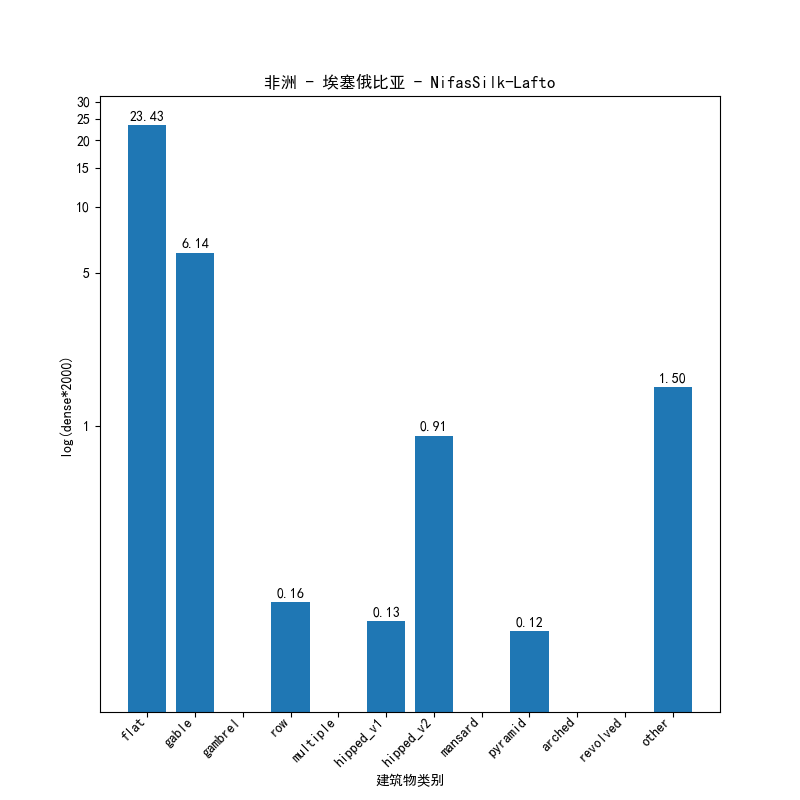 非洲 - 埃塞俄比亚 - NifasSilk-Lafto
log(dense*2000)
30
25
20
15
10
5
1
23.43
6.14
0.16
0.13
0.91
0.12
1.50
flat
gable
gambrel
row
multiple
hipped_v1
hipped_v2
mansard
pyramid
arched
revolved
other
建筑物类别